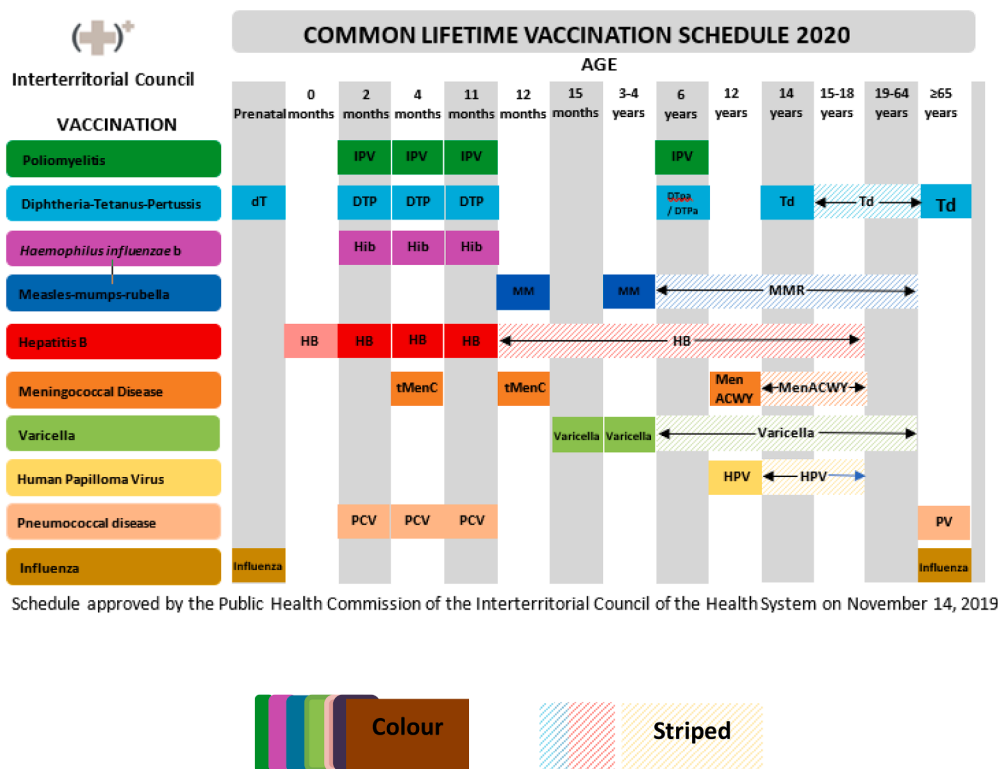 COMMON LIFETIME VACCINATION SCHEDULE 2020
Interterritorial Council
AGE
VACCINATION
Prenatal
0 months
2 months
4 months
11 months
12 months
15 months
3-4 years
6 years
12 years
14 years
15-18 years
19-64 years
≥65 years
Poliomyelitis
IPV IPV IPV IPV
Diphtheria-Tetanus-Pertussis
dT DTP DTP DTP
DTpa
/ DTPa
Td Td Td
Haemophilus influenzae b
Hib Hib Hib
Measles-mumps-rubella
MM MM MMR
Hepatitis B
HB HB HB HB HB
Meningococcal Disease
tMenC tMenC
Men
ACWY
MenACWY
Varicella
Varicella Varicella Varicella
Human Papilloma Virus
HPV HPV
Pneumococcal disease
PCV PCV PCV PV
Influenza
Influenza Influenza
Schedule approved by the Public Health Commission of the Interterritorial Council of the Health System on November 14, 2019
Colour
Striped